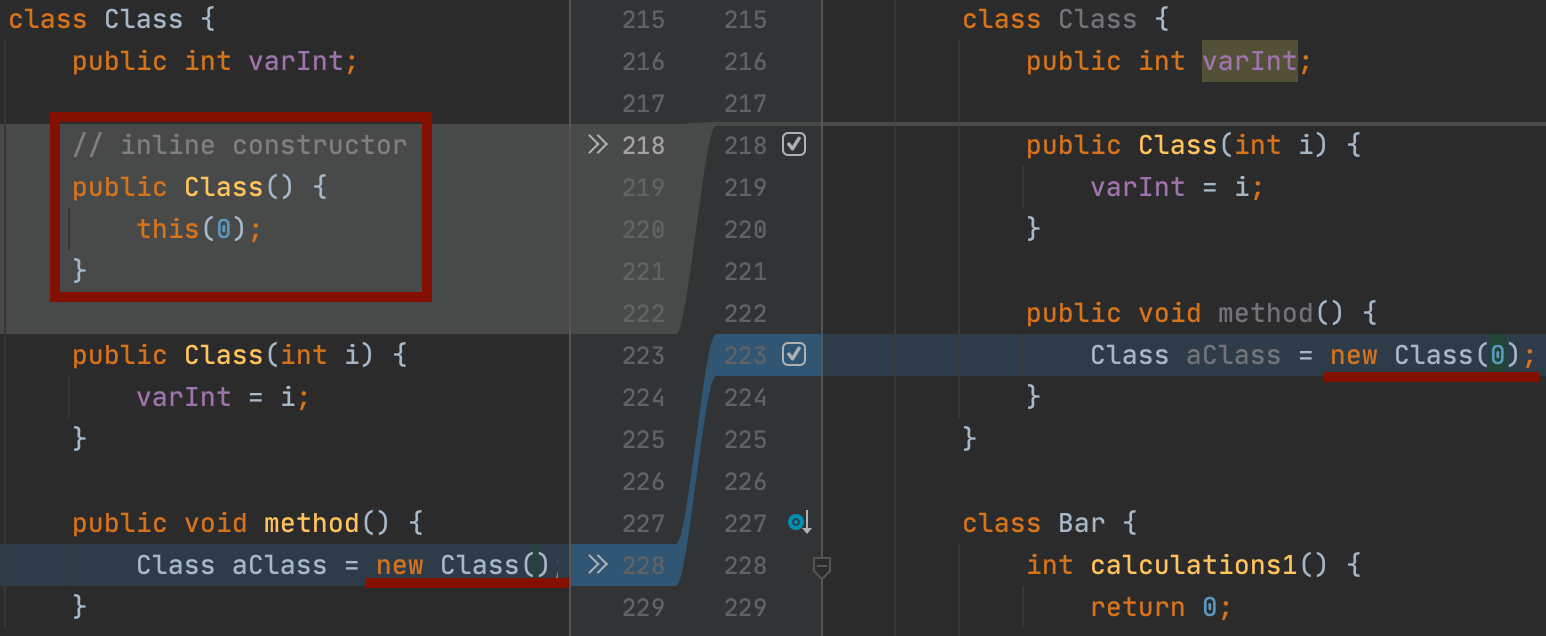 class Class {
public int varInt;
// inline constructor
public Class() {
this(0);
}
public Class(int i) {
varInt = i;
}
public void method() {
Class aClass = new Class();
}
215
216
217
218
219
220
221
222
223
224
225
226
227
228
229
215
216
217
218
219
220
221
222
223
224
225
226
227
228
229
class Class {
public int varInt;
public Class(int i) {
varInt = i;
}
public void method() {
Class aClass = new Class(0);
}
}
class Bar {
int calculations1() {
return 0;